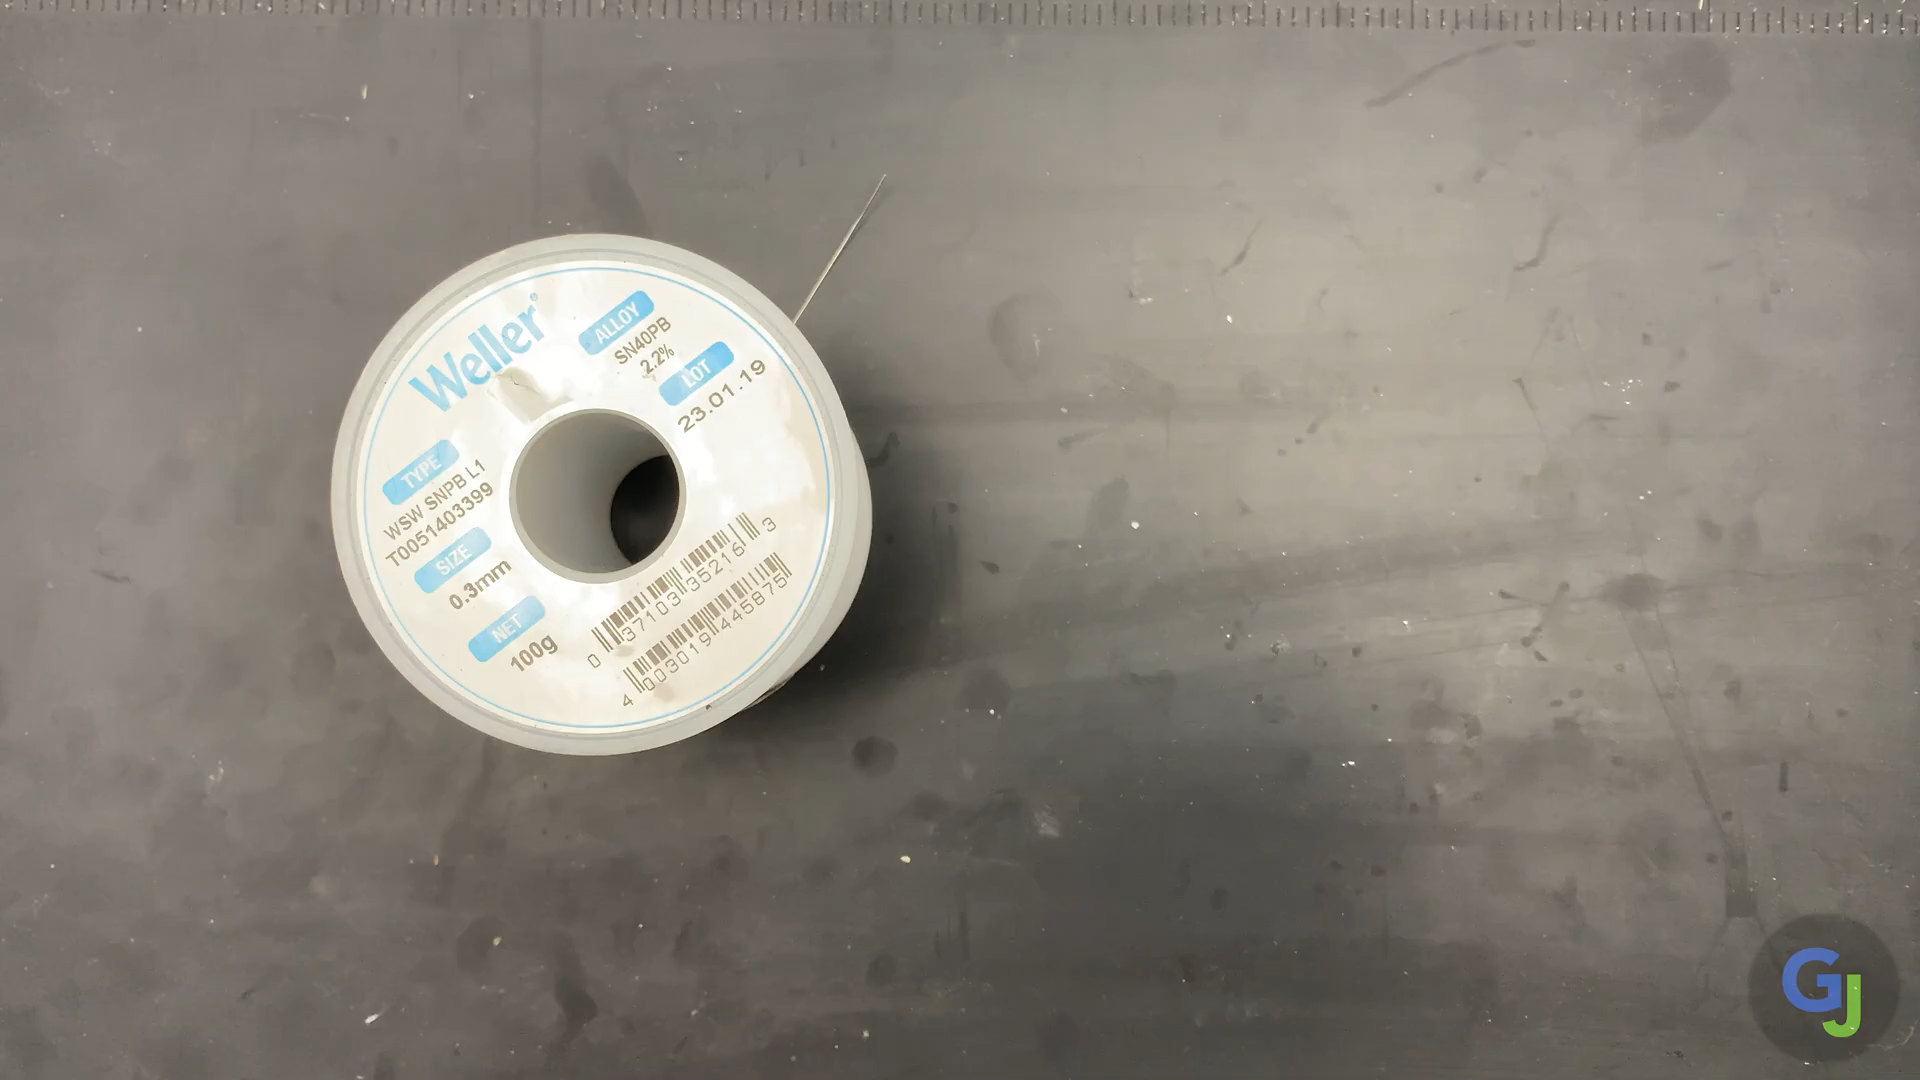 Weller®
ALLOY
SN40PB
2.2%
LOT
23.01.19
TYPE
WSW SNPB L1
T0051403399
SIZE
0.3mm
NET
100g
0 37103 35216 3
4 003019 445875
GJ